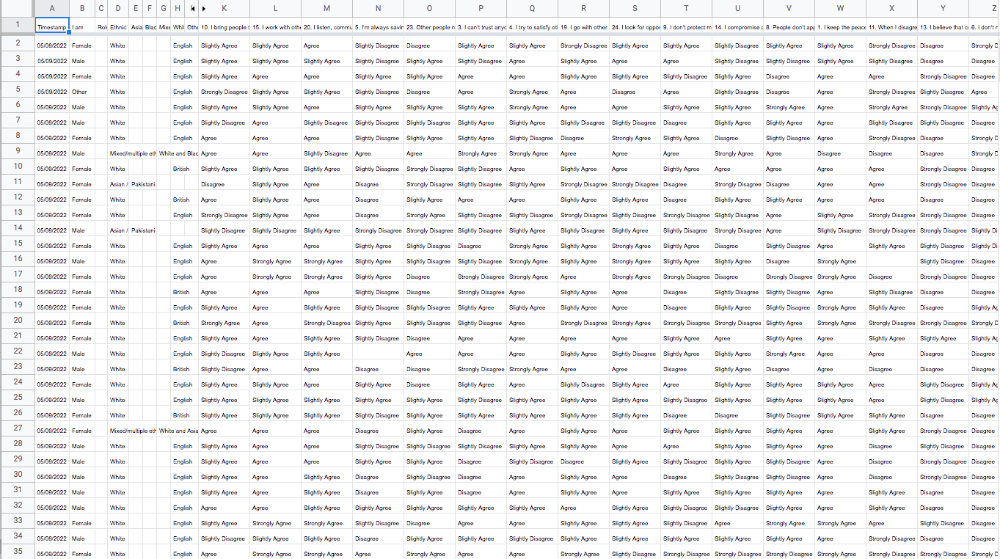 A B C D E F G H K L M N O P Q R S T U V W X Y Z
1 Timestamp I am Role Ethnic Asia Blac Mixe Whit Othe 10. I bring people t 15. I work with othe 20. I listen, commu 5. I'm always savin 23. Other people n 3. I can't trust anyo 4. I try to satisfy ot 19. I go with other 24. I look for oppor 9. I don't protect m 14. I compromise a 8. People don't app 1. I keep the peace 11. When I disagre 13. I believe that o 6. I don't n
2 05/09/2022 Female White English Slightly Agree Slightly Agree Agree Slightly Disagree Disagree Slightly Agree Slightly Agree Strongly Disagree Slightly Agree Slightly Agree Slightly Disagree Slightly Agree Agree Strongly Disagree Disagree Strongly D
3 05/09/2022 Male White English Slightly Agree Slightly Agree Agree Slightly Disagree Slightly Agree Slightly Disagree Slightly Agree Slightly Agree Agree Agree Slightly Disagree Slightly Agree Agree Slightly Disagree Disagree Disagree
4 05/09/2022 Female White English Slightly Agree Slightly Agree Agree Slightly Disagree Slightly Agree Agree Agree Slightly Agree Agree Slightly Disagree Slightly Agree Disagree Agree Agree Strongly Disagree Disagree
5 05/09/2022 Other White English Strongly Disagree Slightly Agree Slightly Agree Slightly Disagree Disagree Agree Strongly Agree Agree Disagree Agree Slightly Disagree Disagree Agree Strongly Disagree Slightly Disagree Agree
6 05/09/2022 Male White English Slightly Agree Slightly Agree Agree Slightly Agree Slightly Agree Slightly Agree Strongly Agree Agree Agree Slightly Agree Slightly Agree Strongly Agree Agree Strongly Agree Strongly Disagree Slightly Ag
7 05/09/2022 Male White English Slightly Disagree Agree Slightly Disagree Slightly Disagree Slightly Disagree Slightly Agree Agree Slightly Disagree Slightly Disagree Disagree Slightly Agree Slightly Agree Agree Slightly Disagree Slightly Disagree Disagree
8 05/09/2022 Female White English Agree Agree Agree Slightly Disagree Slightly Agree Slightly Agree Slightly Disagree Disagree Strongly Agree Slightly Agree Disagree Slightly Agree Agree Slightly Disagree Disagree Strongly D
9 05/09/2022 Male Mixed/multiple eth White and Blac Agree Agree Slightly Disagree Agree Agree Strongly Agree Strongly Agree Agree Agree Agree Strongly Agree Agree Disagree Disagree Disagree Strongly D
10 05/09/2022 Female White British Slightly Agree Slightly Agree Agree Slightly Disagree Strongly Disagree Slightly Disagree Agree Slightly Agree Agree Agree Slightly Agree Slightly Agree Agree Slightly Disagree Strongly Disagree Disagree
11 05/09/2022 Female Asian / Pakistani Disagree Slightly Agree Agree Disagree Strongly Disagree Slightly Disagree Agree Strongly Disagree Strongly Disagree Disagree Strongly Disagree Disagree Agree Agree Strongly Disagree Strongly D
12 05/09/2022 Female White British Agree Slightly Agree Agree Disagree Slightly Agree Agree Agree Slightly Disagree Agree Slightly Disagree Slightly Agree Slightly Disagree Slightly Agree Agree Disagree Disagree
13 05/09/2022 Female White English Strongly Disagree Slightly Agree Agree Disagree Strongly Agree Slightly Disagree Slightly Agree Strongly Disagree Slightly Disagree Strongly Disagree Slightly Agree Agree Slightly Agree Strongly Disagree Disagree Strongly D
14 05/09/2022 Male Asian / Pakistani Slightly Disagree Slightly Disagree Slightly Agree Strongly Disagree Strongly Disagree Slightly Disagree Slightly Agree Slightly Disagree Slightly Agree Slightly Disagree Strongly Disagree Agree Slightly Disagree Strongly Disagree Strongly Disagree Slightly Di
15 05/09/2022 Female White English Slightly Agree Agree Agree Slightly Agree Slightly Disagree Disagree Strongly Agree Slightly Agree Strongly Agree Slightly Agree Disagree Slightly Disagree Agree Slightly Agree Disagree Slightly Di
16 05/09/2022 Male White English Agree Strongly Agree Strongly Agree Slightly Agree Slightly Disagree Slightly Disagree Agree Slightly Disagree Strongly Agree Slightly Agree Slightly Agree Disagree Strongly Agree Slightly Disagree Disagree
17 05/09/2022 Female White English Agree Strongly Agree Strongly Agree Slightly Agree Disagree Strongly Disagree Strongly Agree Agree Strongly Agree Strongly Disagree Disagree Strongly Disagree Strongly Agree Disagree Strongly Disagree Disagree
18 05/09/2022 Female White British Agree Agree Slightly Agree Slightly Agree Disagree Strongly Disagree Agree Slightly Agree Agree Disagree Slightly Disagree Slightly Disagree Agree Agree Disagree Disagree
19 05/09/2022 Female White English Slightly Agree Agree Slightly Agree Slightly Disagree Slightly Disagree Disagree Slightly Agree Slightly Agree Agree Disagree Slightly Agree Slightly Disagree Strongly Agree Slightly Agree Disagree Slightly Ag
20 05/09/2022 Female White British Strongly Agree Agree Strongly Disagree Slightly Agree Slightly Disagree Slightly Disagree Agree Strongly Disagree Strongly Agree Strongly Disagree Strongly Disagree Slightly Disagree Agree Strongly Disagree Strongly Disagree Strongly D
21 05/09/2022 Female White English Slightly Agree Agree Slightly Agree Slightly Agree Disagree Agree Agree Agree Agree Slightly Agree Agree Slightly Agree Agree Slightly Agree Slightly Agree Slightly Ag
22 05/09/2022 Male White English Slightly Disagree Slightly Agree Slightly Agree Agree Agree Agree Slightly Agree Slightly Disagree Slightly Agree Slightly Agree Strongly Agree Agree Agree Disagree Disagree
23 05/09/2022 Male White British Slightly Disagree Agree Agree Disagree Disagree Strongly Disagree Strongly Agree Agree Agree Disagree Slightly Agree Slightly Disagree Agree Agree Disagree Disagree
24 05/09/2022 Female White English Slightly Agree Slightly Agree Agree Slightly Agree Disagree Slightly Agree Agree Slightly Disagree Slightly Agree Agree Slightly Disagree Slightly Agree Agree Slightly Agree Disagree Slightly Ag
25 05/09/2022 Male White English Slightly Agree Slightly Agree Slightly Agree Slightly Agree Slightly Agree Slightly Agree Slightly Agree Slightly Agree Slightly Agree Slightly Agree Slightly Agree Slightly Agree Slightly Agree Agree Slightly Disagree Slightly Ag
26 05/09/2022 Male White British Slightly Agree Slightly Agree Slightly Agree Slightly Agree Slightly Disagree Slightly Agree Slightly Agree Slightly Agree Slightly Agree Disagree Disagree Slightly Disagree Slightly Agree Slightly Disagree Disagree Slightly Ag
27 05/09/2022 Female Mixed/multiple eth White and Asia Agree Agree Agree Disagree Slightly Agree Disagree Agree Slightly Agree Agree Slightly Disagree Slightly Agree Slightly Disagree Agree Slightly Agree Strongly Disagree Disagree
28 05/09/2022 Male White English Slightly Agree Agree Agree Slightly Disagree Slightly Disagree Slightly Disagree Slightly Agree Slightly Agree Agree Agree Slightly Agree Slightly Agree Agree Disagree Slightly Disagree Disagree
29 05/09/2022 Male White English Slightly Agree Agree Agree Slightly Agree Slightly Agree Disagree Slightly Disagree Disagree Slightly Agree Agree Slightly Disagree Slightly Agree Agree Disagree Strongly Disagree Disagree
30 05/09/2022 Male White English Slightly Agree Agree Slightly Agree Disagree Slightly Disagree Disagree Slightly Agree Agree Agree Disagree Slightly Agree Slightly Disagree Agree Disagree Strongly Disagree Disagree
31 05/09/2022 Male White English Slightly Agree Agree Slightly Agree Slightly Agree Slightly Agree Disagree Slightly Agree Slightly Agree Slightly Agree Slightly Disagree Slightly Agree Slightly Disagree Agree Slightly Agree Disagree Disagree
32 05/09/2022 Male White English Agree Agree Slightly Agree Slightly Agree Slightly Agree Slightly Agree Slightly Agree Agree Slightly Agree Slightly Disagree Slightly Disagree Slightly Agree Agree Slightly Agree Disagree Disagree
33 05/09/2022 Female White English Slightly Agree Strongly Agree Strongly Agree Slightly Disagree Disagree Agree Agree Slightly Agree Slightly Agree Slightly Disagree Agree Strongly Agree Strongly Agree Agree Slightly Disagree Disagree
34 05/09/2022 Male White English Slightly Disagree Slightly Agree Slightly Agree Disagree Slightly Agree Slightly Agree Agree Slightly Agree Agree Slightly Disagree Slightly Agree Slightly Agree Agree Strongly Disagree Slightly Disagree Disagree
35 05/09/2022 Female White English Agree Strongly Agree Strongly Agree Slightly Disagree Disagree Agree Agree Strongly Agree Slightly Disagree Strongly Disagree Strongly Disagree Strongly Disagree Strongly Agree Disagree Strongly Disagree Strongly D